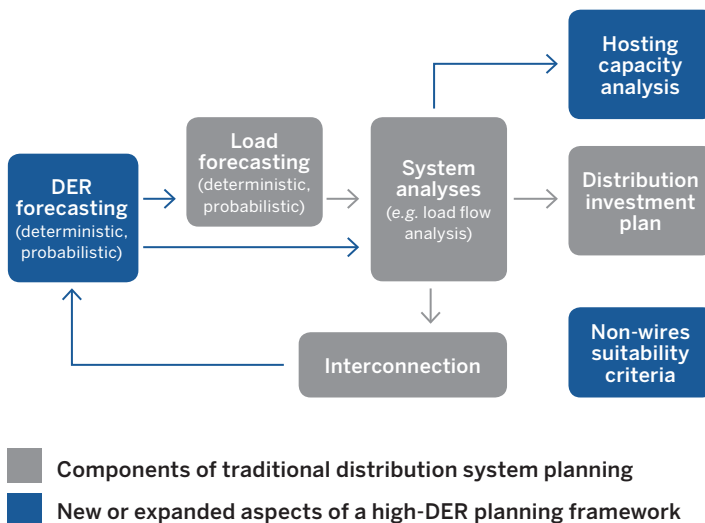 Hosting
capacity
analysis
Load
forecasting
(deterministic,
probabilistic)
System
analyses
(e.g. load flow
analysis)
DER
forecasting
(deterministic,
probabilistic)
Distribution
investment
plan
Interconnection
Non-wires
suitability
criteria
Components of traditional distribution system planning
New or expanded aspects of a high-DER planning framework